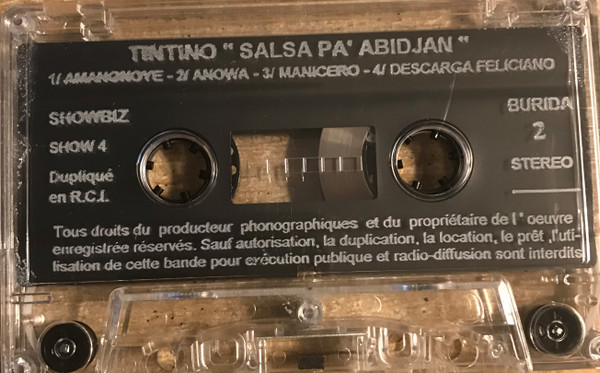 TINTINO " SALSA PA' ABIDJAN "
1/ AMANONOYE - 2/ ANOWA - 3/ MANICERO - 4/ DESCARGA FELICIANO
SHOWBIZ
SHOW 4
Dupliqué
en R.C.I.
BURIDA
2
STEREO
Tous droits du producteur phonographiques et du propriétaire de l'oeuvre
enregistrée réservés. Sauf autorisation, la duplication, la location, le prêt ,l'uti-
lisation de cette bande pour exécution publique et radio-diffusion sont interdits